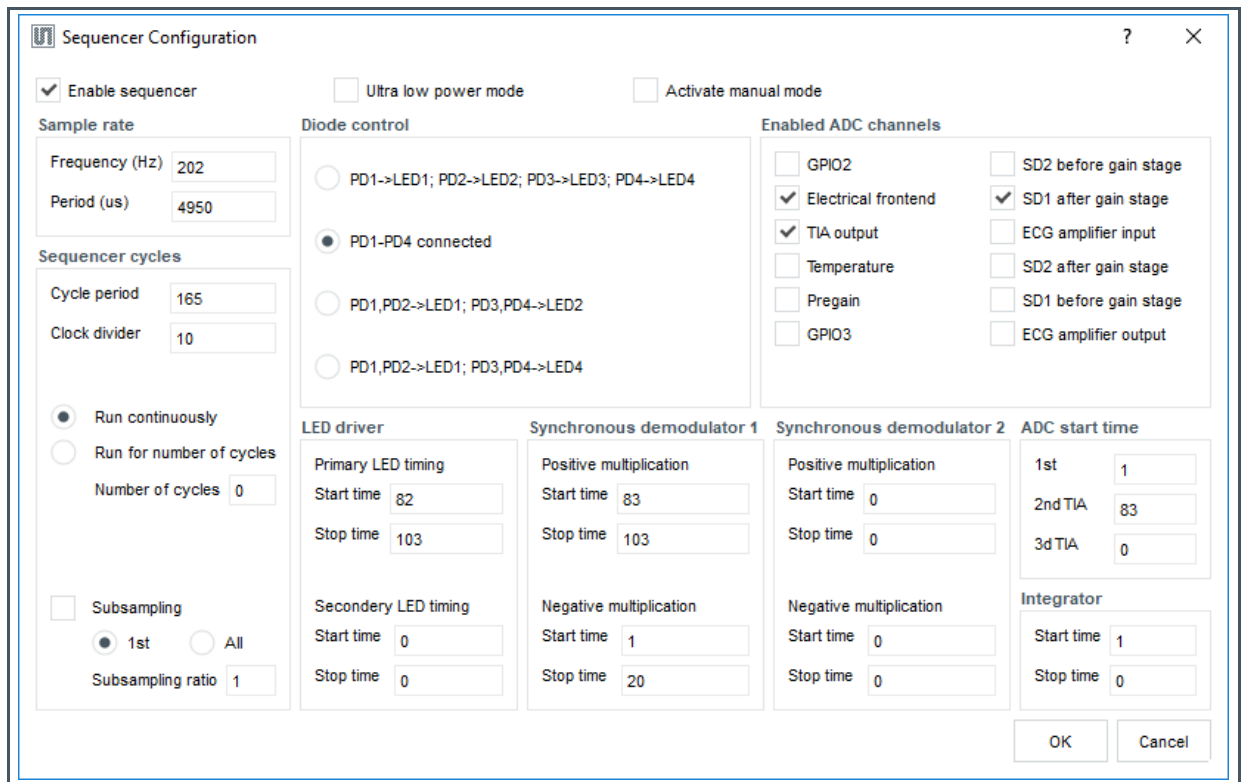 Sequencer Configuration
?
Enable sequencer
Ultra low power mode
Activate manual mode
Sample rate
Frequency (Hz) 202
Period (us) 4950
Sequencer cycles
Cycle period 165
Clock divider 10
Run continuously
Run for number of cycles
Number of cycles 0
Subsampling
1st All
Subsampling ratio 1
Diode control
PD1->LED1; PD2->LED2; PD3->LED3; PD4->LED4
PD1-PD4 connected
PD1,PD2->LED1; PD3,PD4->LED2
PD1,PD2->LED1; PD3,PD4->LED4
Enabled ADC channels
GPIO2
Electrical frontend
TIA output
Temperature
Pregain
GPIO3
SD2 before gain stage
SD1 after gain stage
ECG amplifier input
SD2 after gain stage
SD1 before gain stage
ECG amplifier output
LED driver
Primary LED timing
Start time 82
Stop time 103
Secondery LED timing
Start time 0
Stop time 0
Synchronous demodulator 1
Positive multiplication
Start time 83
Stop time 103
Negative multiplication
Start time 1
Stop time 20
Synchronous demodulator 2
Positive multiplication
Start time 0
Stop time 0
Negative multiplication
Start time 0
Stop time 0
ADC start time
1st 1
2nd TIA 83
3d TIA 0
Integrator
Start time 1
Stop time 0
OK
Cancel